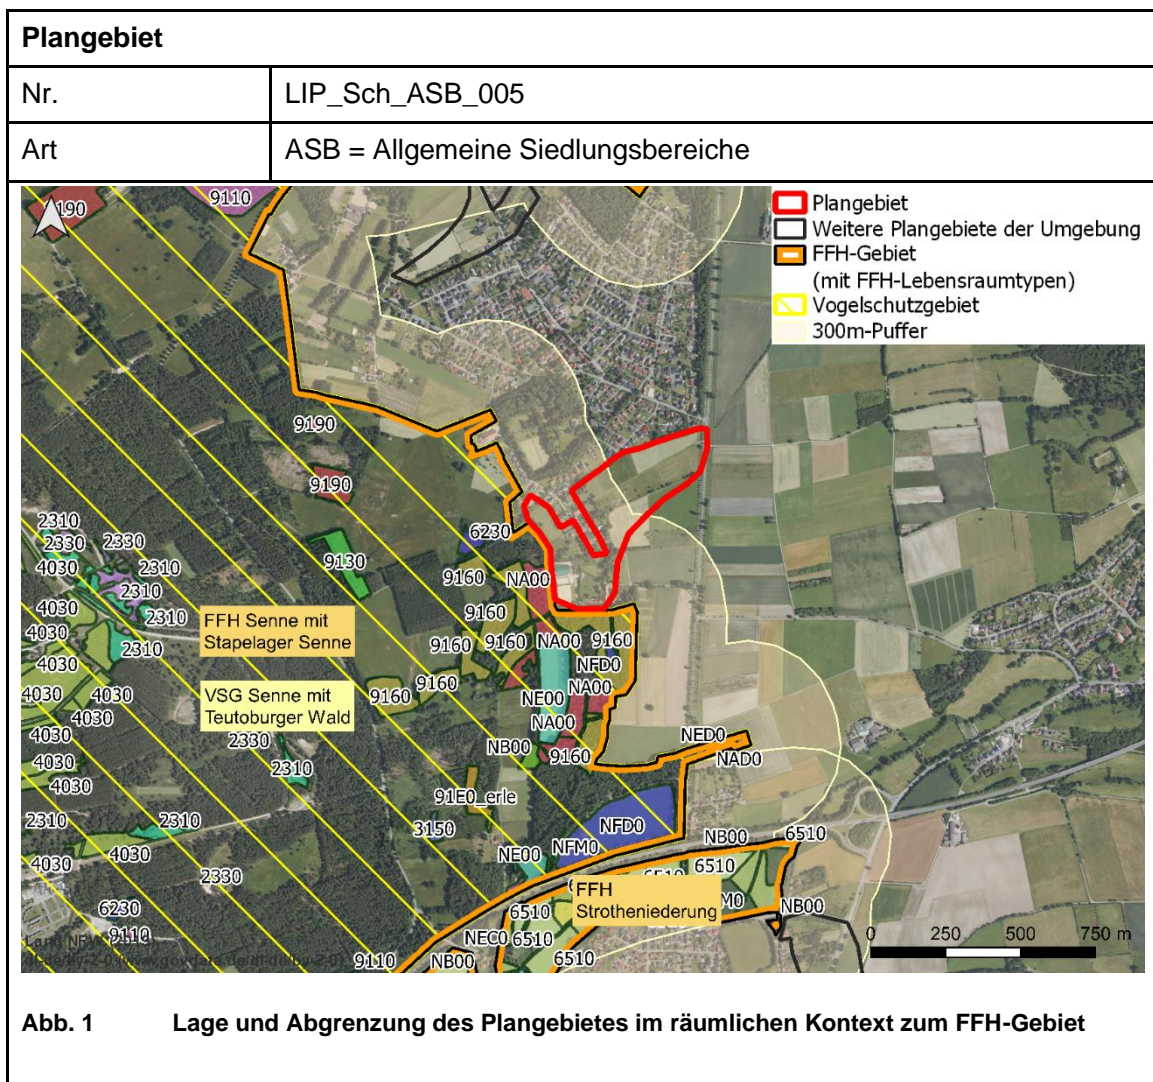 Plangebiet
Nr. LIP_Sch_ASB_005
Art ASB = Allgemeine Siedlungsbereiche
Plangebiet
Weitere Plangebiete der Umgebung
FFH-Gebiet
(mit FFH-Lebensraumtypen)
Vogelschutzgebiet
300m-Puffer
190
9110
9190
9190
6230
2310
2330
2330
4030
2310
2310
9130
9160
NA00
4030
2310
9160
FFH Senne mit
Stapelager Senne
4030
2310
9160
9160
NA00
9160
4030
NFD0
4030
4030
9160
9160
NE00
NA00
VSG Senne mit
Teutoburger Wald
4030
4030
2330
NA00
NED0
4030
NB00
9160
NAD0
4030
2310
91E0_erle
2310
2310
3150
NFD0
4030
NFM0
NB00
6510
4030
NE00
6510
6510
2330
FFH
Strotheniederung
6230
6510
M0
NB00
9110
NEC0
6510
9110
NB00
6510
0 250 500 750 m
Abb. 1 Lage und Abgrenzung des Plangebietes im räumlichen Kontext zum FFH-Gebiet